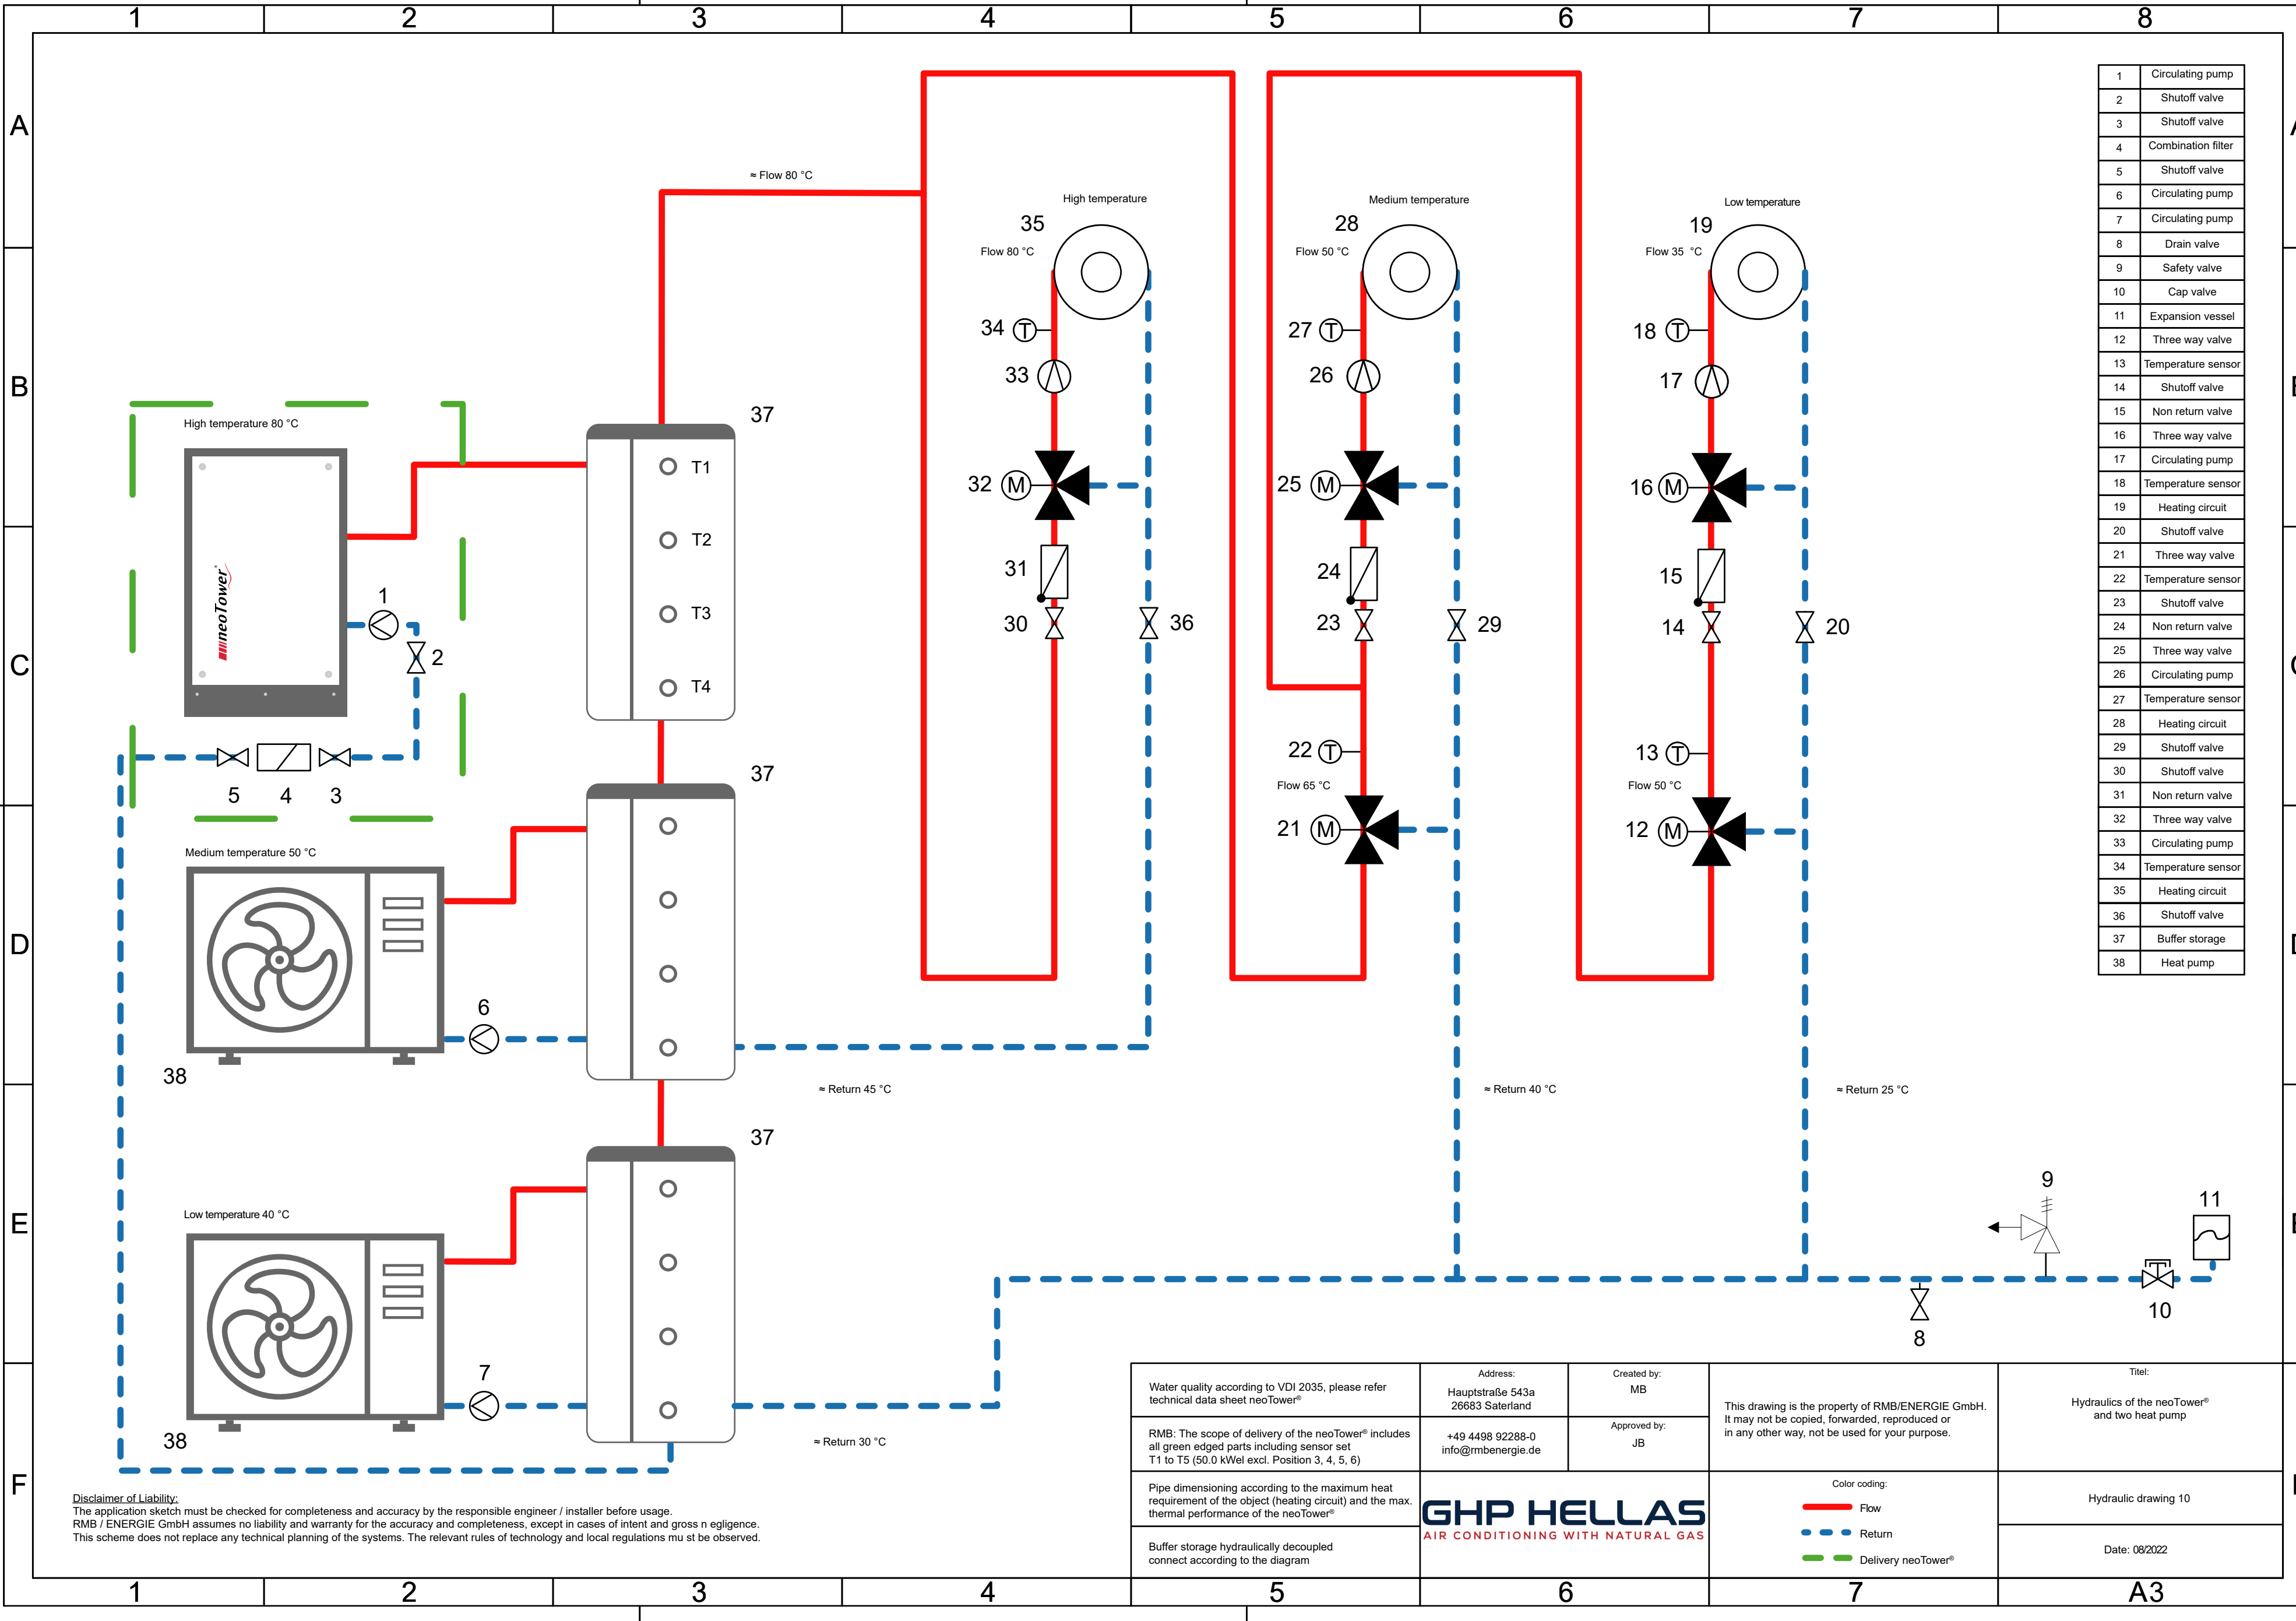 1 2 3 4 5 6 7 8
A
B
C
D
E
F
≈ Flow 80 °C
High temperature
35
Flow 80 °C
34 T
33
32 M
31
30
36
Medium temperature
28
Flow 50 °C
27 T
26
25 M
24
23
29
22 T
Flow 65 °C
21 M
Low temperature
19
Flow 35 °C
18 T
17
16 M
15
14
20
13 T
Flow 50 °C
12 M
High temperature 80 °C
neoTower®
1
2
5 4 3
37
T1
T2
T3
T4
37
Medium temperature 50 °C
6
38
≈ Return 45 °C
≈ Return 40 °C
≈ Return 25 °C
37
Low temperature 40 °C
7
38
≈ Return 30 °C
9
11
10
8
1 Circulating pump
2 Shutoff valve
3 Shutoff valve
4 Combination filter
5 Shutoff valve
6 Circulating pump
7 Circulating pump
8 Drain valve
9 Safety valve
10 Cap valve
11 Expansion vessel
12 Three way valve
13 Temperature sensor
14 Shutoff valve
15 Non return valve
16 Three way valve
17 Circulating pump
18 Temperature sensor
19 Heating circuit
20 Shutoff valve
21 Three way valve
22 Temperature sensor
23 Shutoff valve
24 Non return valve
25 Three way valve
26 Circulating pump
27 Temperature sensor
28 Heating circuit
29 Shutoff valve
30 Shutoff valve
31 Non return valve
32 Three way valve
33 Circulating pump
34 Temperature sensor
35 Heating circuit
36 Shutoff valve
37 Buffer storage
38 Heat pump
Disclaimer of Liability:
The application sketch must be checked for completeness and accuracy by the responsible engineer / installer before usage.
RMB / ENERGIE GmbH assumes no liability and warranty for the accuracy and completeness, except in cases of intent and gross n egligence.
This scheme does not replace any technical planning of the systems. The relevant rules of technology and local regulations mu st be observed.
Water quality according to VDI 2035, please refer
technical data sheet neoTower®
RMB: The scope of delivery of the neoTower® includes
all green edged parts including sensor set
T1 to T5 (50.0 kWel excl. Position 3, 4, 5, 6)
Pipe dimensioning according to the maximum heat
requirement of the object (heating circuit) and the max.
thermal performance of the neoTower®
Buffer storage hydraulically decoupled
connect according to the diagram
Address:
Hauptstraße 543a
26683 Saterland
+49 4498 92288-0
info@rmbenergie.de
Created by:
MB
Approved by:
JB
GHP HELLAS
AIR CONDITIONING WITH NATURAL GAS
This drawing is the property of RMB/ENERGIE GmbH.
It may not be copied, forwarded, reproduced or
in any other way, not be used for your purpose.
Color coding:
Flow
Return
Delivery neoTower®
Titel:
Hydraulics of the neoTower®
and two heat pump
Hydraulic drawing 10
Date: 08/2022
1 2 3 4 5 6 7 A3